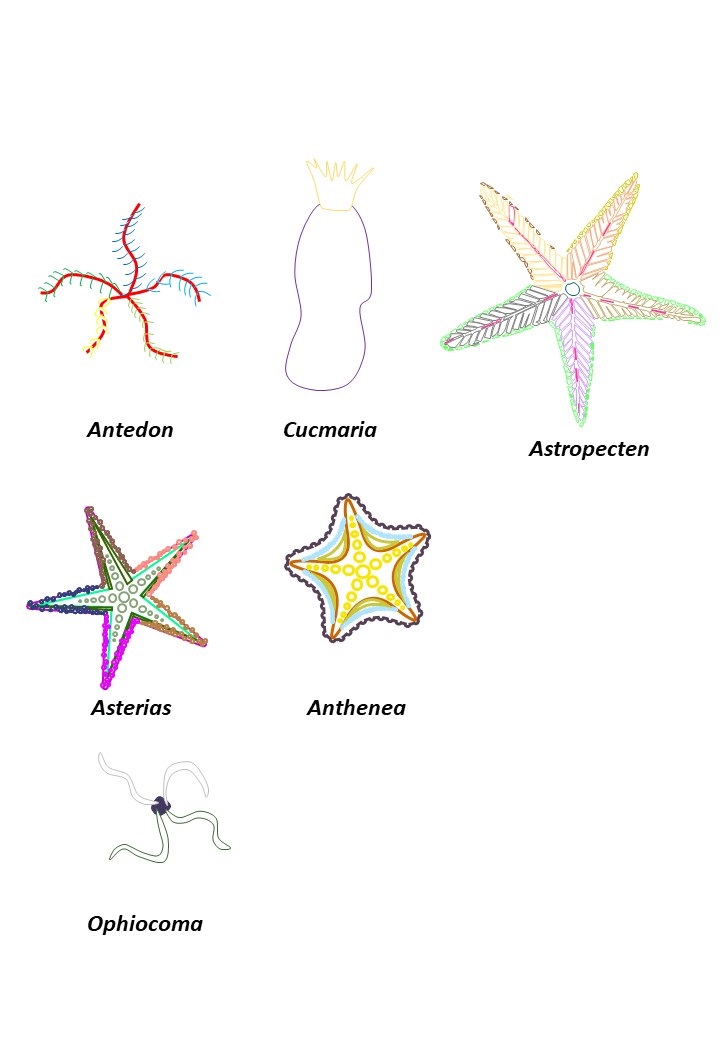 Antedon
Cucmaria
Astropecten
Asterias
Anthenea
Ophiocoma